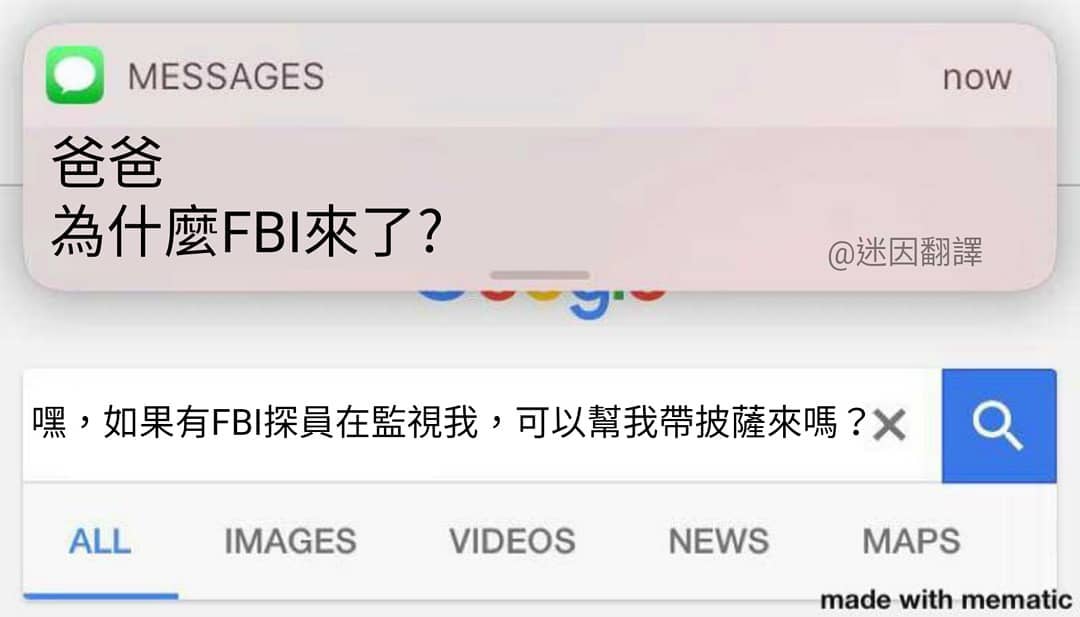 MESSAGES now
爸爸
為什麼FBI來了?
@迷因翻譯
Google
嘿，如果有FBI探員在監視我，可以幫我帶披薩來嗎？
ALL IMAGES VIDEOS NEWS MAPS
made with mematic